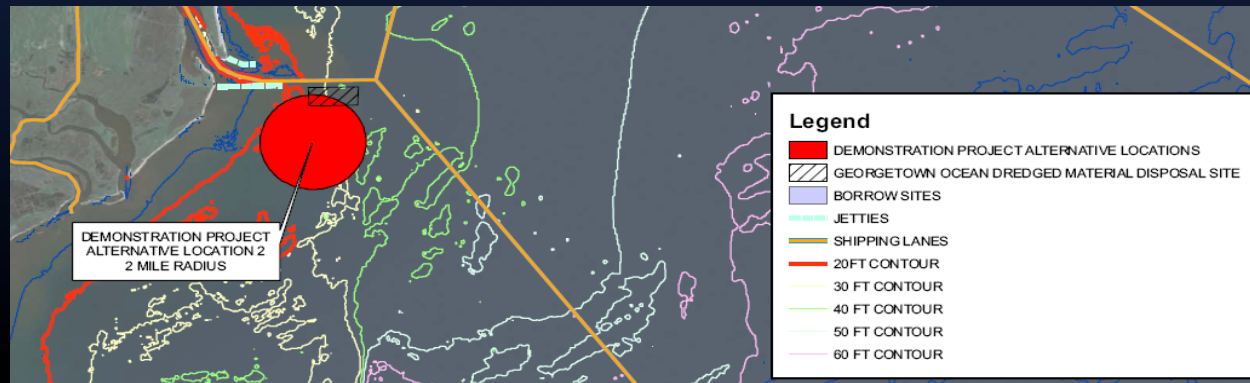 DEMONSTRATION PROJECT
ALTERNATIVE LOCATION 2
2 MILE RADIUS
Legend
DEMONSTRATION PROJECT ALTERNATIVE LOCATIONS
GEORGETOWN OCEAN DREDGED MATERIAL DISPOSAL SITE
BORROW SITES
JETTIES
SHIPPING LANES
20FT CONTOUR
30 FT CONTOUR
40 FT CONTOUR
50 FT CONTOUR
60 FT CONTOUR